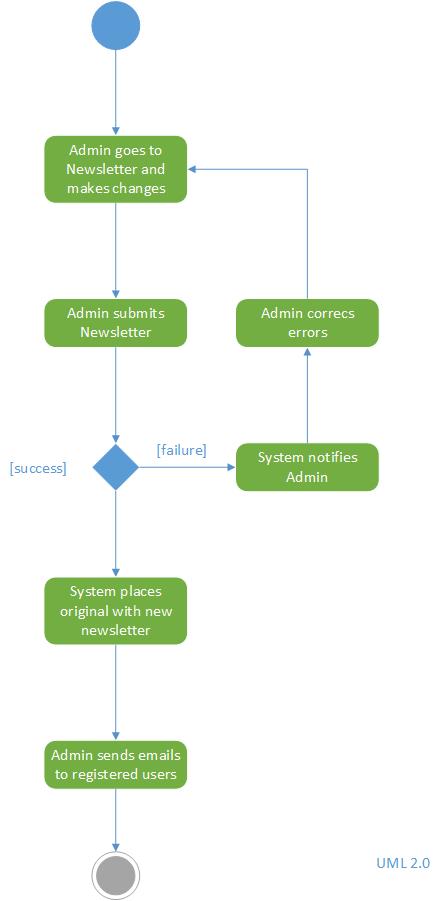 Admin goes to
Newsletter and
makes changes
Admin submits
Newsletter
Admin correcs
errors
[failure]
[success]
System notifies
Admin
System places
original with new
newsletter
Admin sends emails
to registered users
UML 2.0